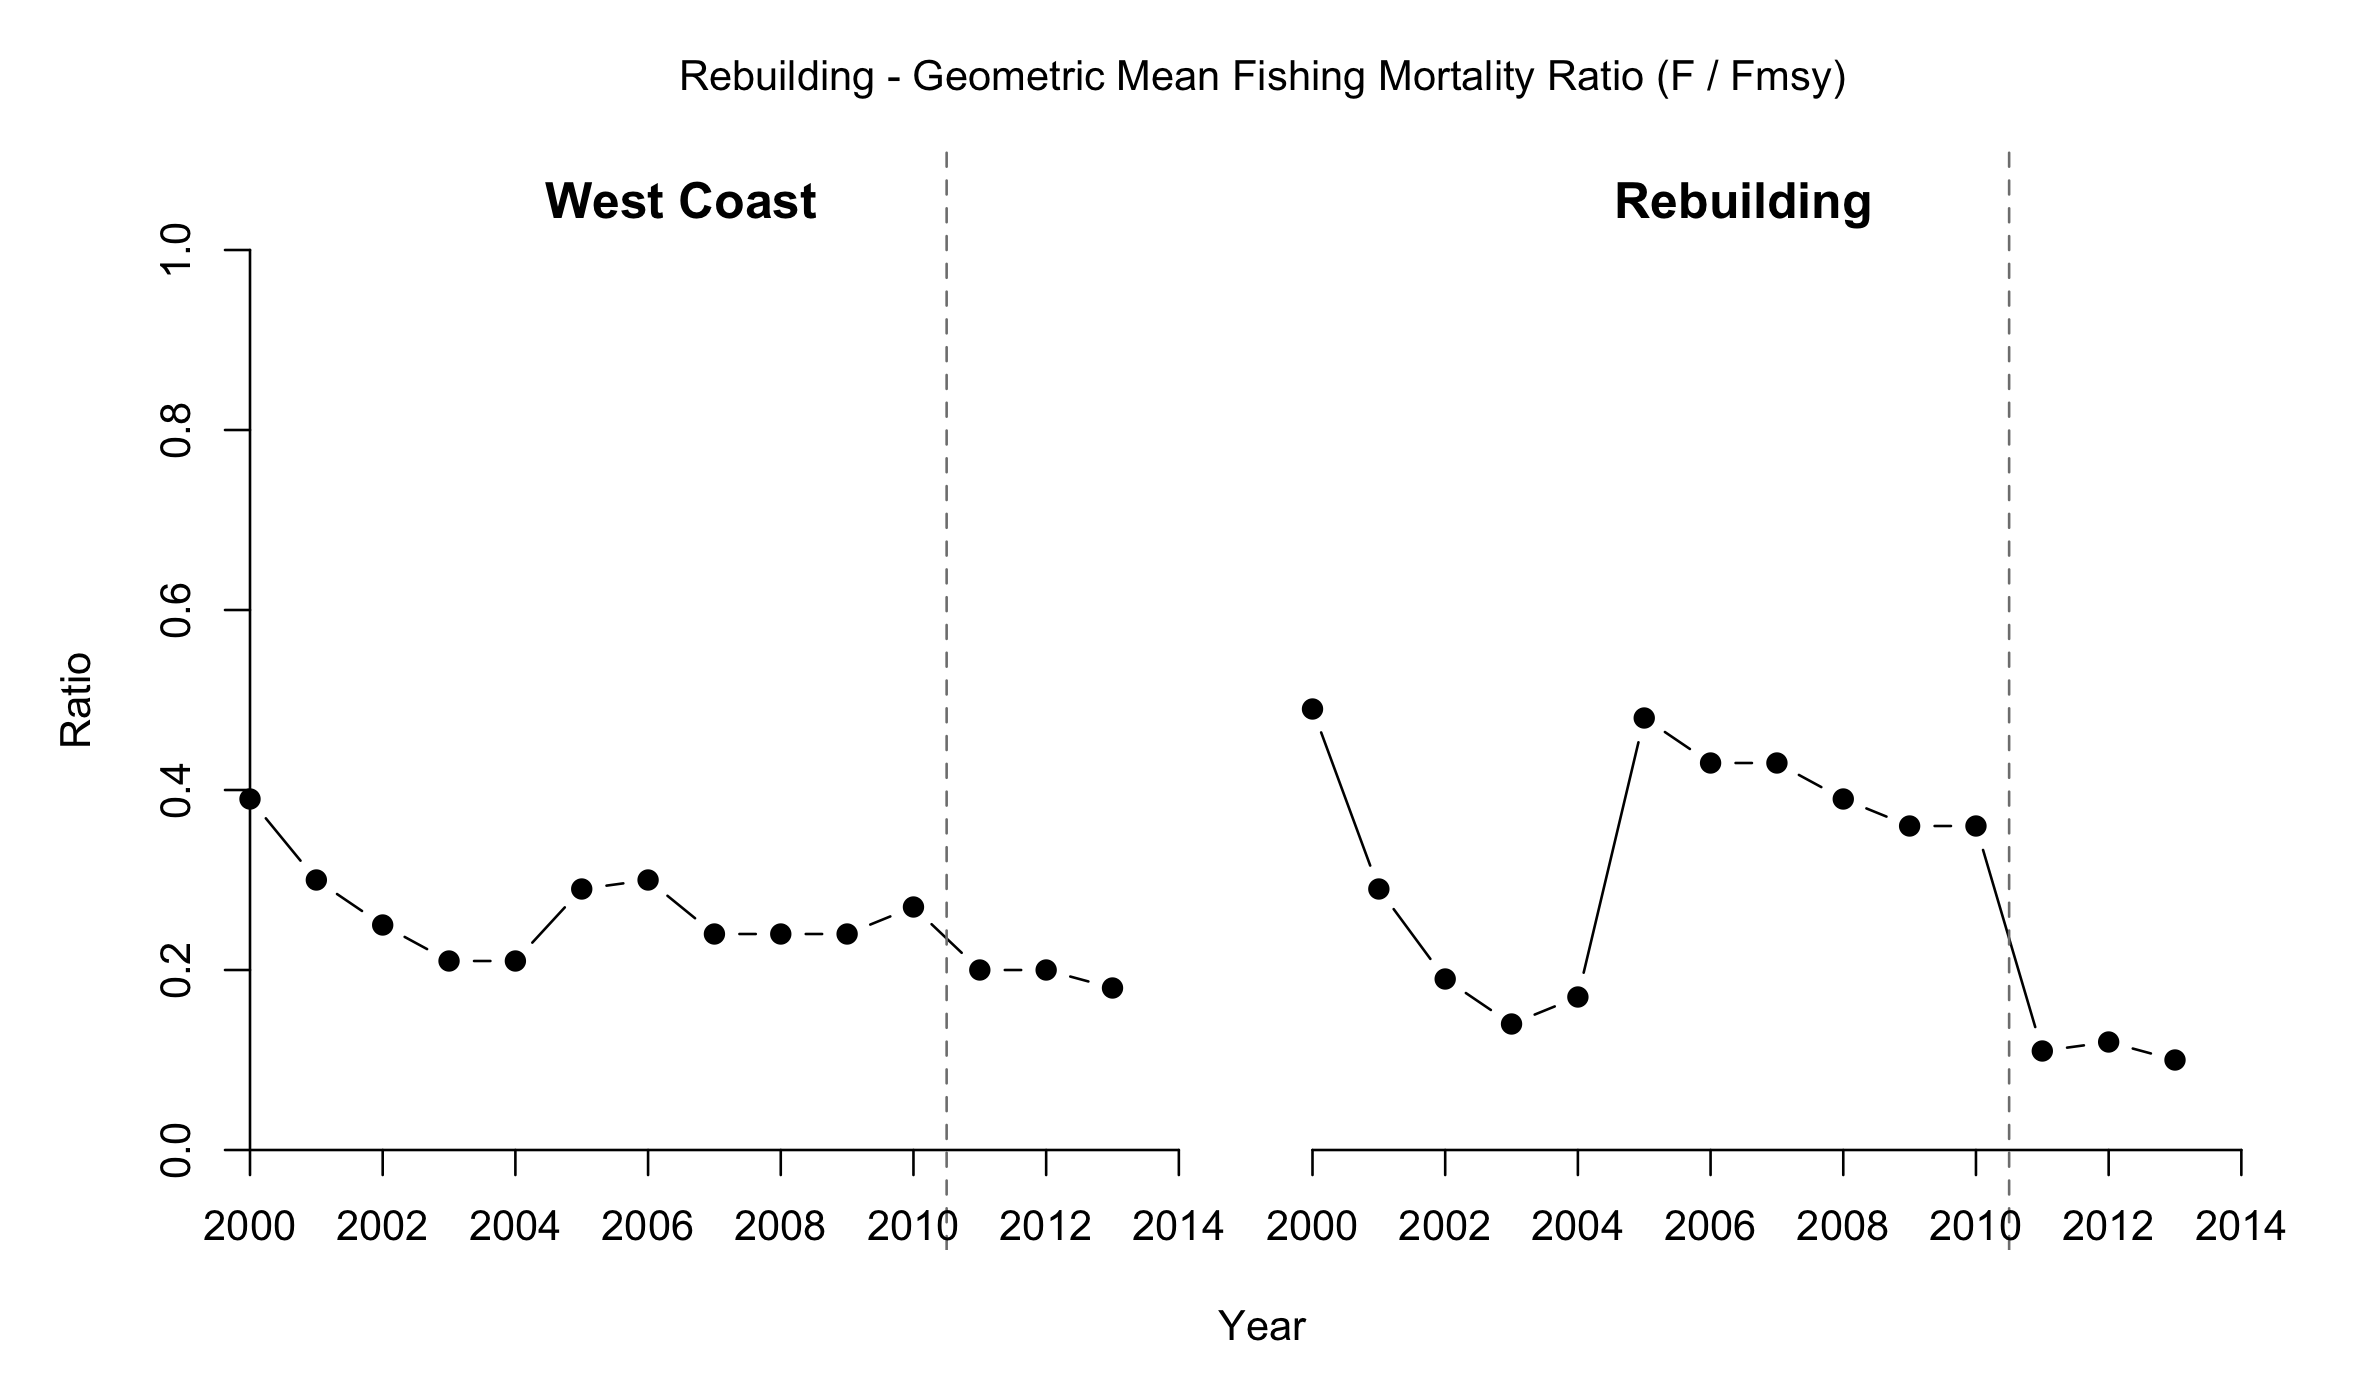 Rebuilding - Geometric Mean Fishing Mortality Ratio (F / Fmsy)
West Coast
Rebuilding
1.0
0.8
0.6
0.4
0.2
0.0
Ratio
2000 2002 2004 2006 2008 2010 2012 2014
2000 2002 2004 2006 2008 2010 2012 2014
Year